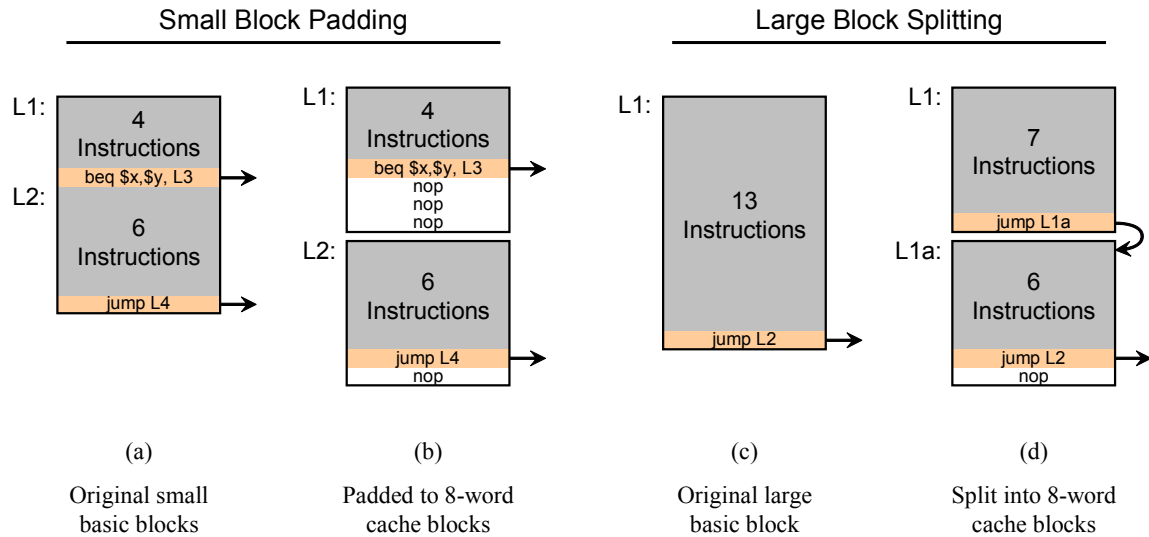 Small Block Padding
L1:
4
Instructions
beq $x,$y, L3
L2:
6
Instructions
jump L4
(a)
Original small
basic blocks
L1:
4
Instructions
beq $x,$y, L3
nop
nop
nop
L2:
6
Instructions
jump L4
nop
(b)
Padded to 8-word
cache blocks
Large Block Splitting
L1:
13
Instructions
jump L2
(c)
Original large
basic block
L1:
7
Instructions
jump L1a
L1a:
6
Instructions
jump L2
nop
(d)
Split into 8-word
cache blocks